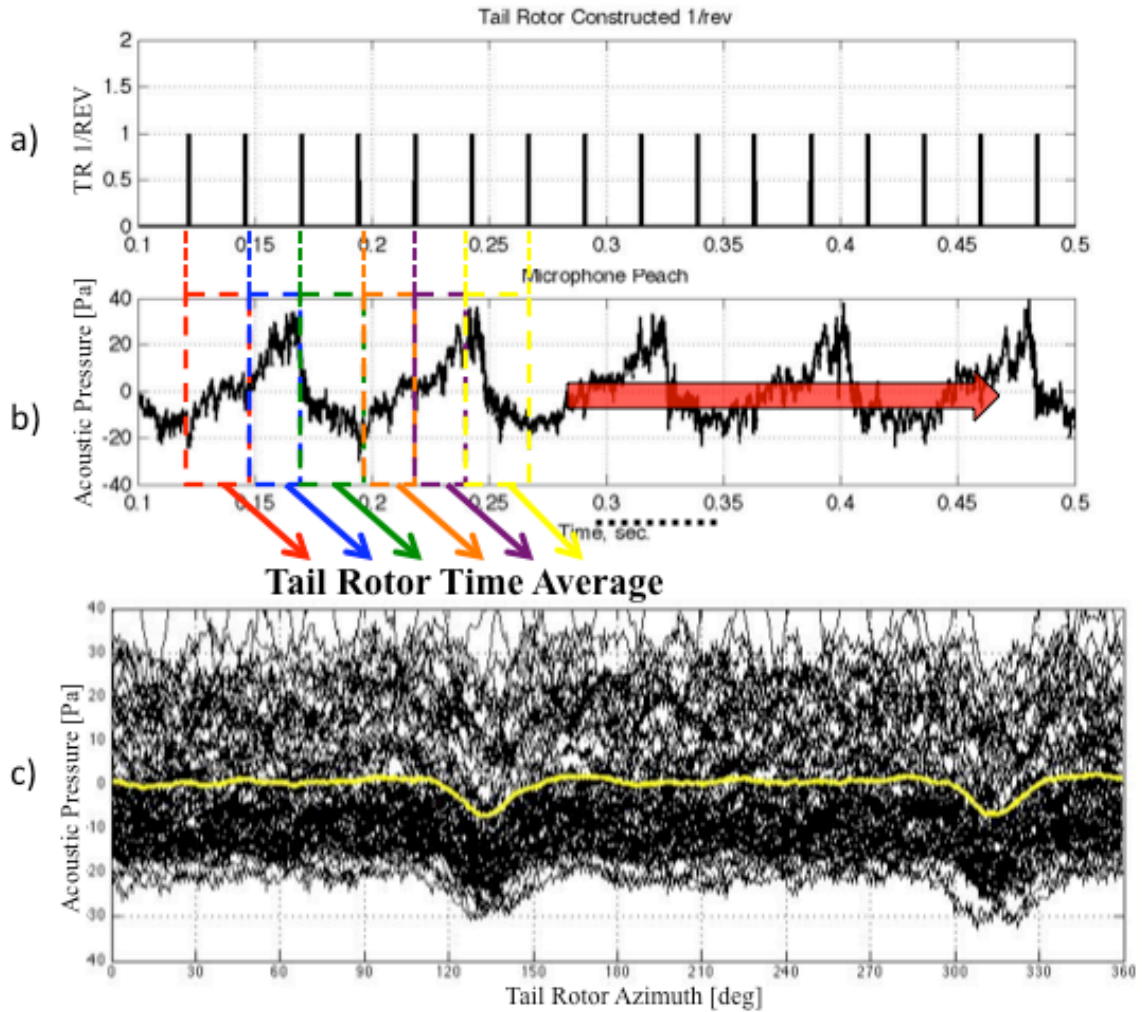 Tail Rotor Constructed 1/rev
a)
TR 1/REV
2
1.5
1
0.5
0
0.1 0.15 0.2 0.25 0.3 0.35 0.4 0.45 0.5
Microphone Peach
b)
Acoustic Pressure [Pa]
40
20
0
-20
-40
0.1 0.15 0.2 0.25 0.3 0.35 0.4 0.45 0.5
Time, sec.
Tail Rotor Time Average
c)
Acoustic Pressure [Pa]
40
30
20
10
0
-10
-20
-30
40
0 30 60 90 120 150 180 210 240 270 300 330 360
Tail Rotor Azimuth [deg]